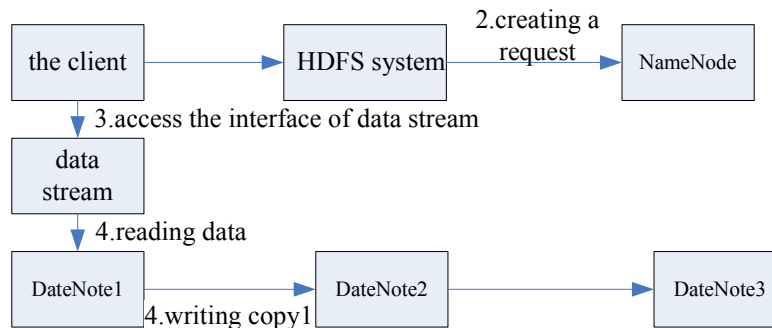 the client
HDFS system
2.creating a
request
NameNode
3.access the interface of data stream
data
stream
4.reading data
DateNote1
DateNote2
DateNote3
4.writing copy1